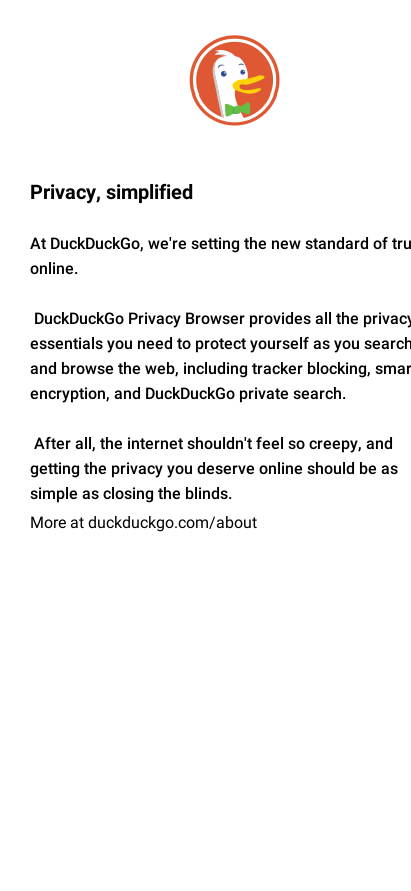 Privacy, simplified
At DuckDuckGo, we're setting the new standard of tru
online.
DuckDuckGo Privacy Browser provides all the privacy
essentials you need to protect yourself as you search
and browse the web, including tracker blocking, smar
encryption, and DuckDuckGo private search.
After all, the internet shouldn't feel so creepy, and
getting the privacy you deserve online should be as
simple as closing the blinds.
More at duckduckgo.com/about